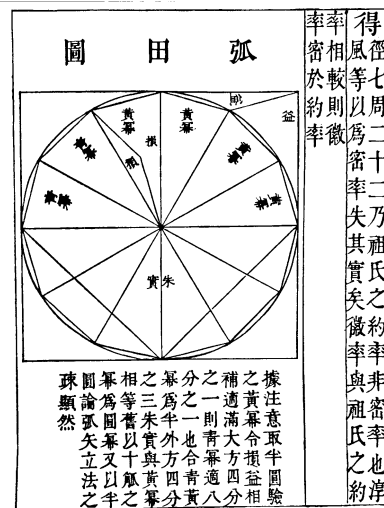 得徑七周二十二乃祖氏之約率非密率也淳
風等以爲密率失其實矣徽率與祖氏之約
率相較則徽
率密於約率
弧田圖
益
黃冪
黃冪
損
黃冪
黃冪
朱實
據注意取半圓驗
之黃冪令損益相
補適滿大方四分
之一則青冪適八
分之一也合青黃
冪爲半外方四分
之三朱實與黃冪
相等舊以十觚之
冪爲圓冪又以半
圓論弧矢立法之
疎顯然